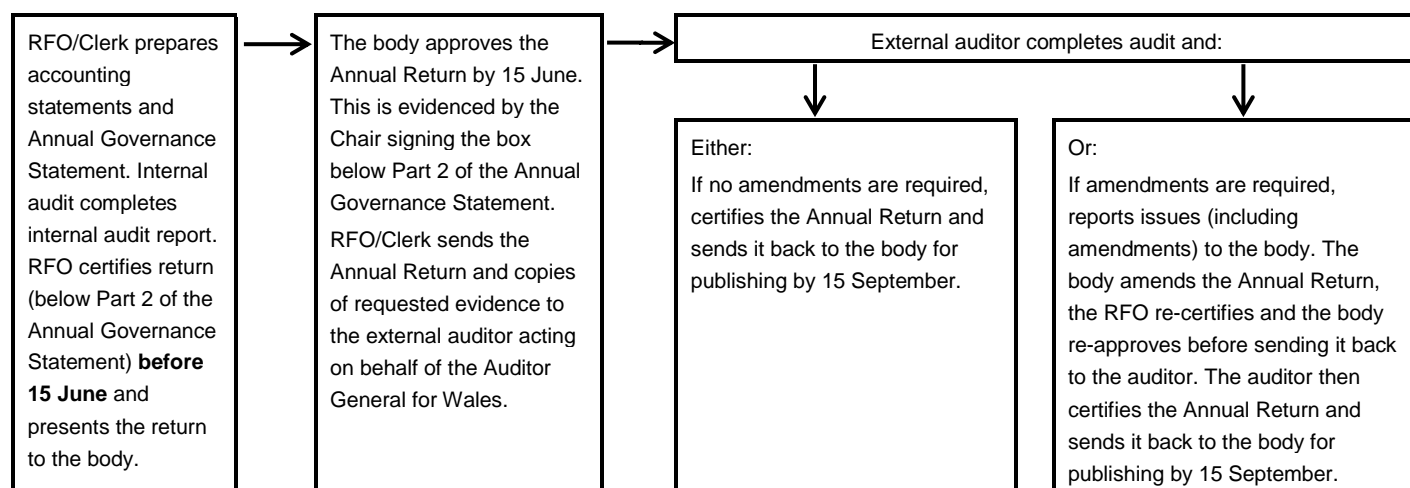 RFO/Clerk prepares
accounting
statements and
Annual Governance
Statement. Internal
audit completes
internal audit report.
RFO certifies return
(below Part 2 of the
Annual Governance
Statement) before
15 June and
presents the return
to the body.
The body approves the
Annual Return by 15 June.
This is evidenced by the
Chair signing the box
below Part 2 of the Annual
Governance Statement.
RFO/Clerk sends the
Annual Return and copies
of requested evidence to
the external auditor acting
on behalf of the Auditor
General for Wales.
External auditor completes audit and:
Either:
If no amendments are required,
certifies the Annual Return and
sends it back to the body for
publishing by 15 September.
Or:
If amendments are required,
reports issues (including
amendments) to the body. The
body amends the Annual Return,
the RFO re-certifies and the body
re-approves before sending it back
to the auditor. The auditor then
certifies the Annual Return and
sends it back to the body for
publishing by 15 September.